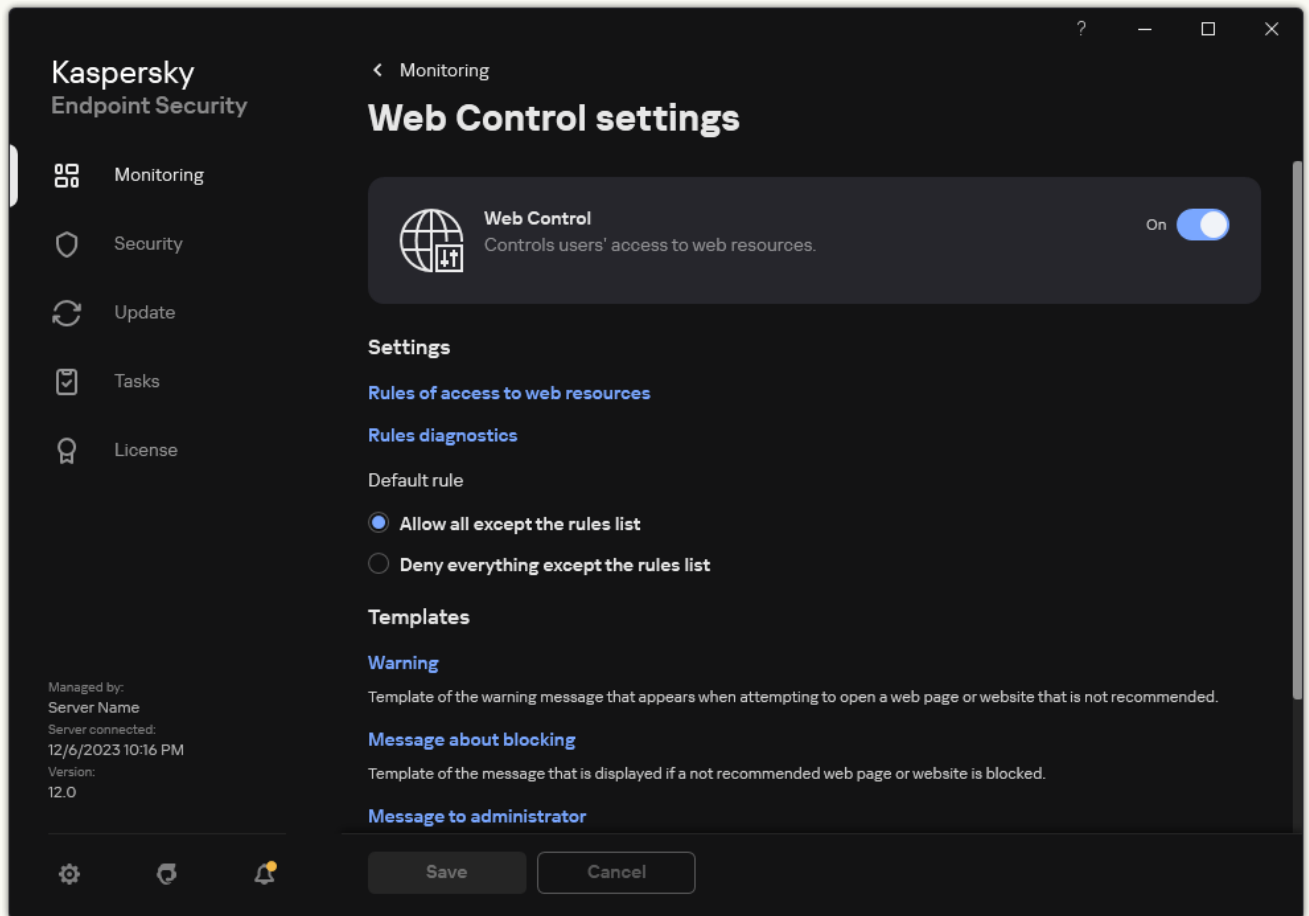 ?
Kaspersky
Endpoint Security
Monitoring
Security
Update
Tasks
License
Managed by:
Server Name
Server connected:
12/6/2023 10:16 PM
Version:
12.0
Monitoring
Web Control settings
Web Control
Controls users' access to web resources.
On
Settings
Rules of access to web resources
Rules diagnostics
Default rule
Allow all except the rules list
Deny everything except the rules list
Templates
Warning
Template of the warning message that appears when attempting to open a web page or website that is not recommended.
Message about blocking
Template of the message that is displayed if a not recommended web page or website is blocked.
Message to administrator
Save
Cancel